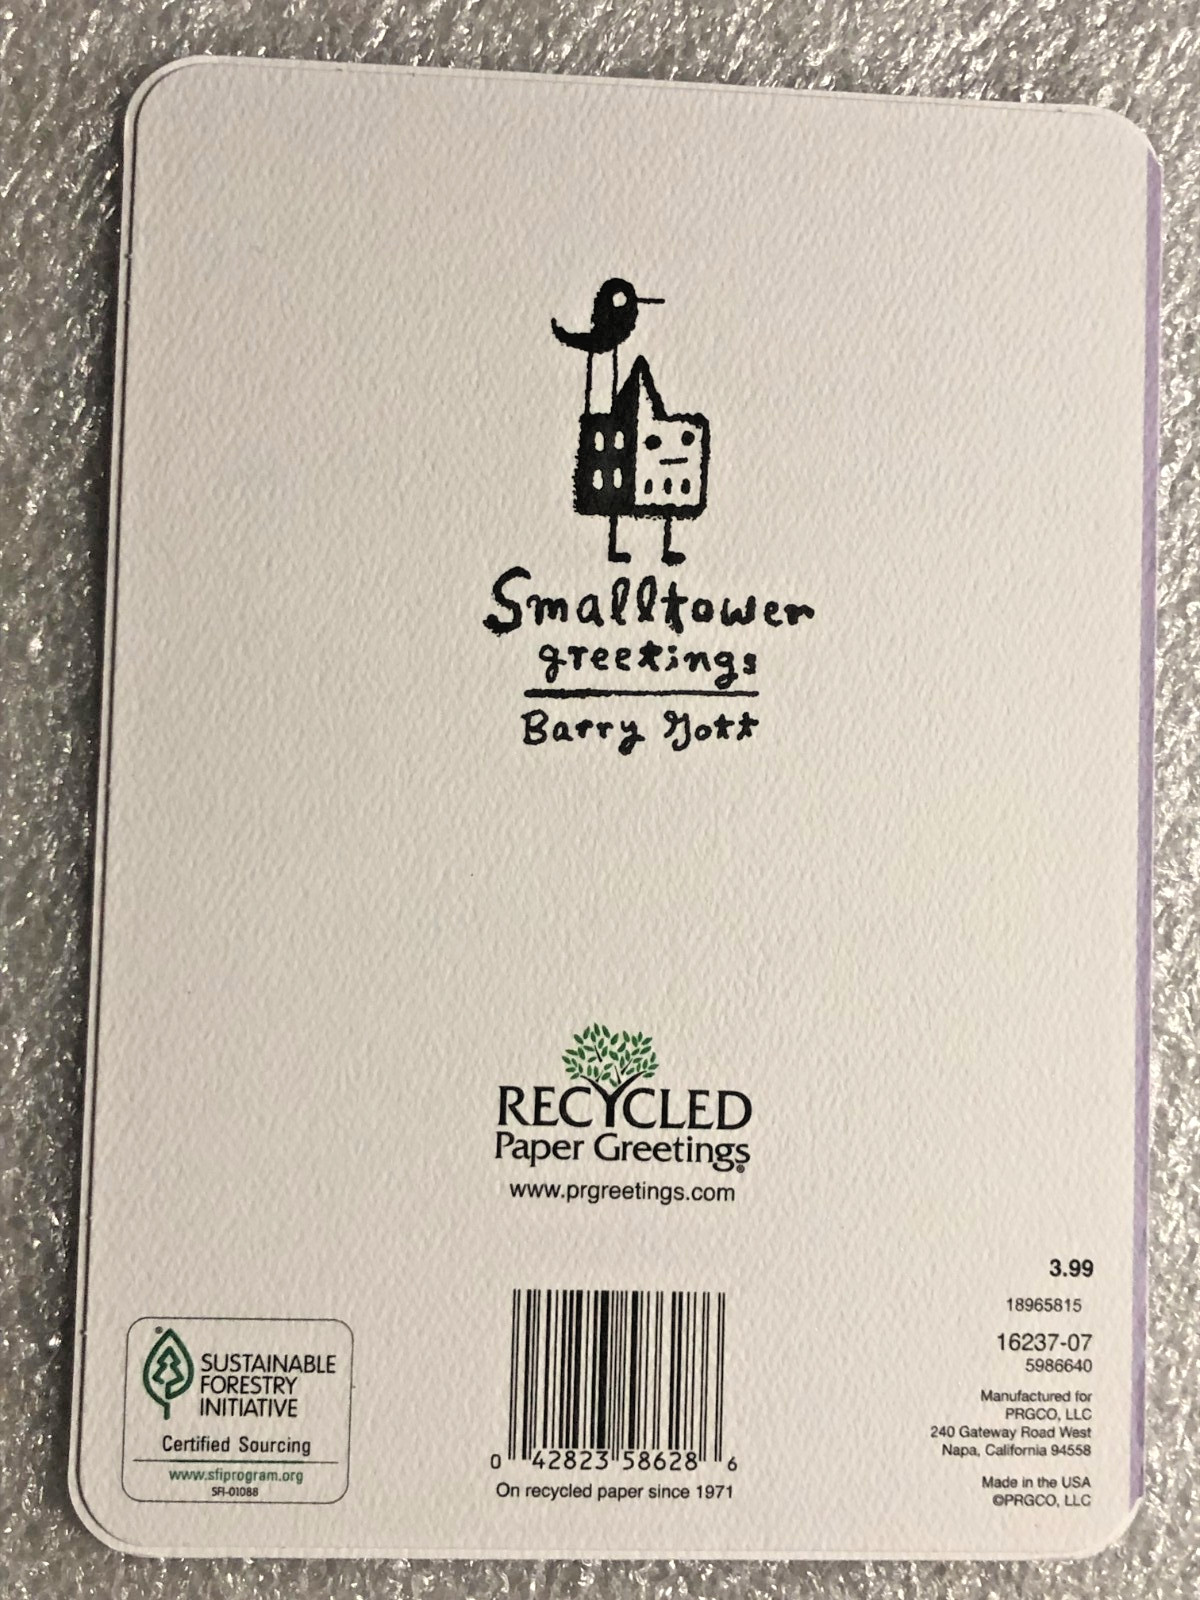 Smalltower
greetings
Barry Gott
RECYCLED
Paper Greetings®
www.prgreetings.com
3.99
18965815
16237-07
5986640
Manufactured for
PRGCO, LLC
240 Gateway Road West
Napa, California 94558
Made in the USA
©PRGCO, LLC
®
SUSTAINABLE
FORESTRY
INITIATIVE
Certified Sourcing
www.sfiprogram.org
SFI-01088
0 42823 58628 6
On recycled paper since 1971